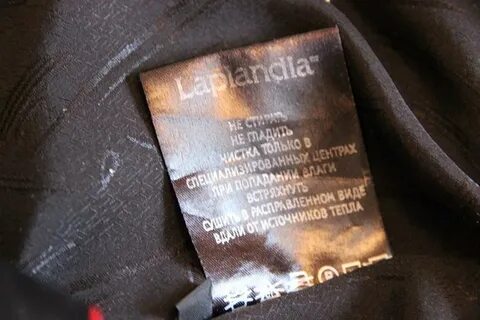 Laplandia™
НЕ СТИРАТЬ
НЕ ГЛАДИТЬ
ЧИСТКА ТОЛЬКО В
СПЕЦИАЛИЗИРОВАННЫХ ЦЕНТРАХ
ПРИ ПОПАДАНИИ ВЛАГИ
ВСТРЯХНУТЬ
СУШИТЬ В РАСПРАВЛЕННОМ ВИДЕ
ВДАЛИ ОТ ИСТОЧНИКОВ ТЕПЛА